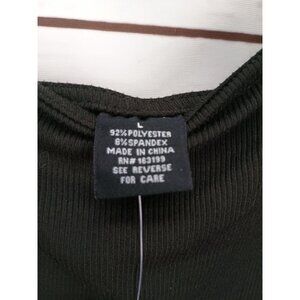 L
92% POLYESTER
8% SPANDEX
MADE IN CHINA
RN# 163199
SEE REVERSE
FOR CARE